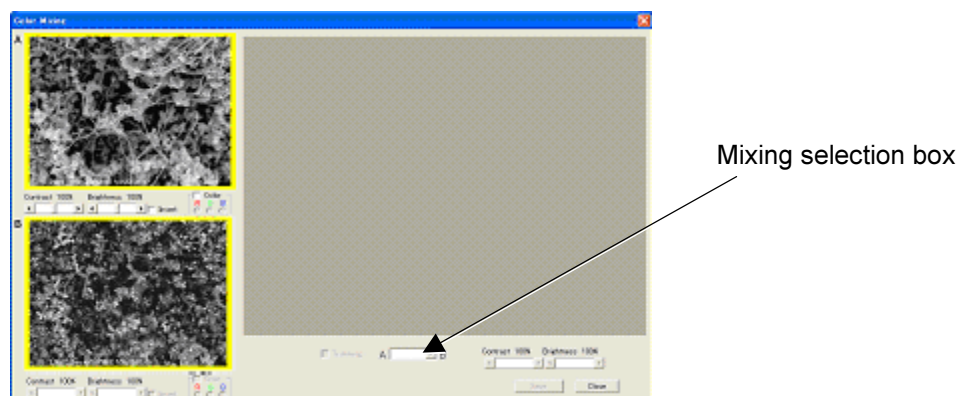 Color Mixing
A
Contrast 100% Brightness 100% Color
Invert
B
Contrast 100% Brightness 100%
Invert
A B
Contrast 100% Brightness 100%
Save Close
Mixing selection box